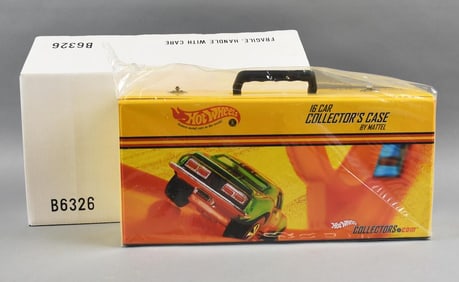 B6326
FRAGILE. HANDLE WITH CARE
B6326
Hot Wheels
16 CAR
COLLECTOR'S CASE
BY MATTEL
Hot Wheels
COLLECTORS.com